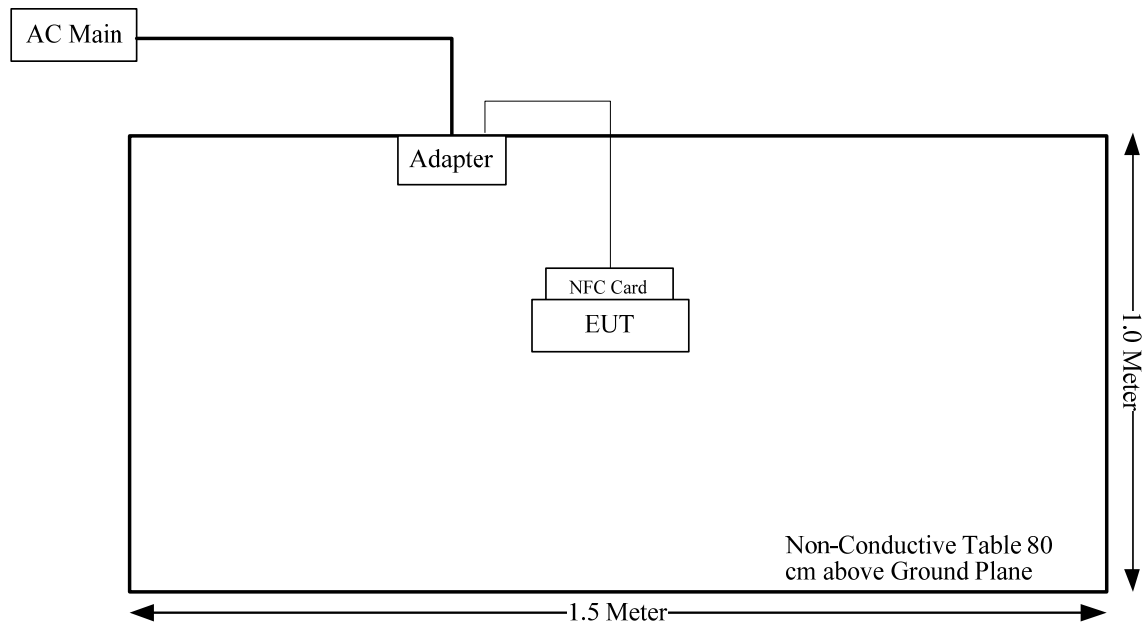 AC Main
Adapter
NFC Card
EUT
1.0 Meter
Non-Conductive Table 80
cm above Ground Plane
1.5 Meter